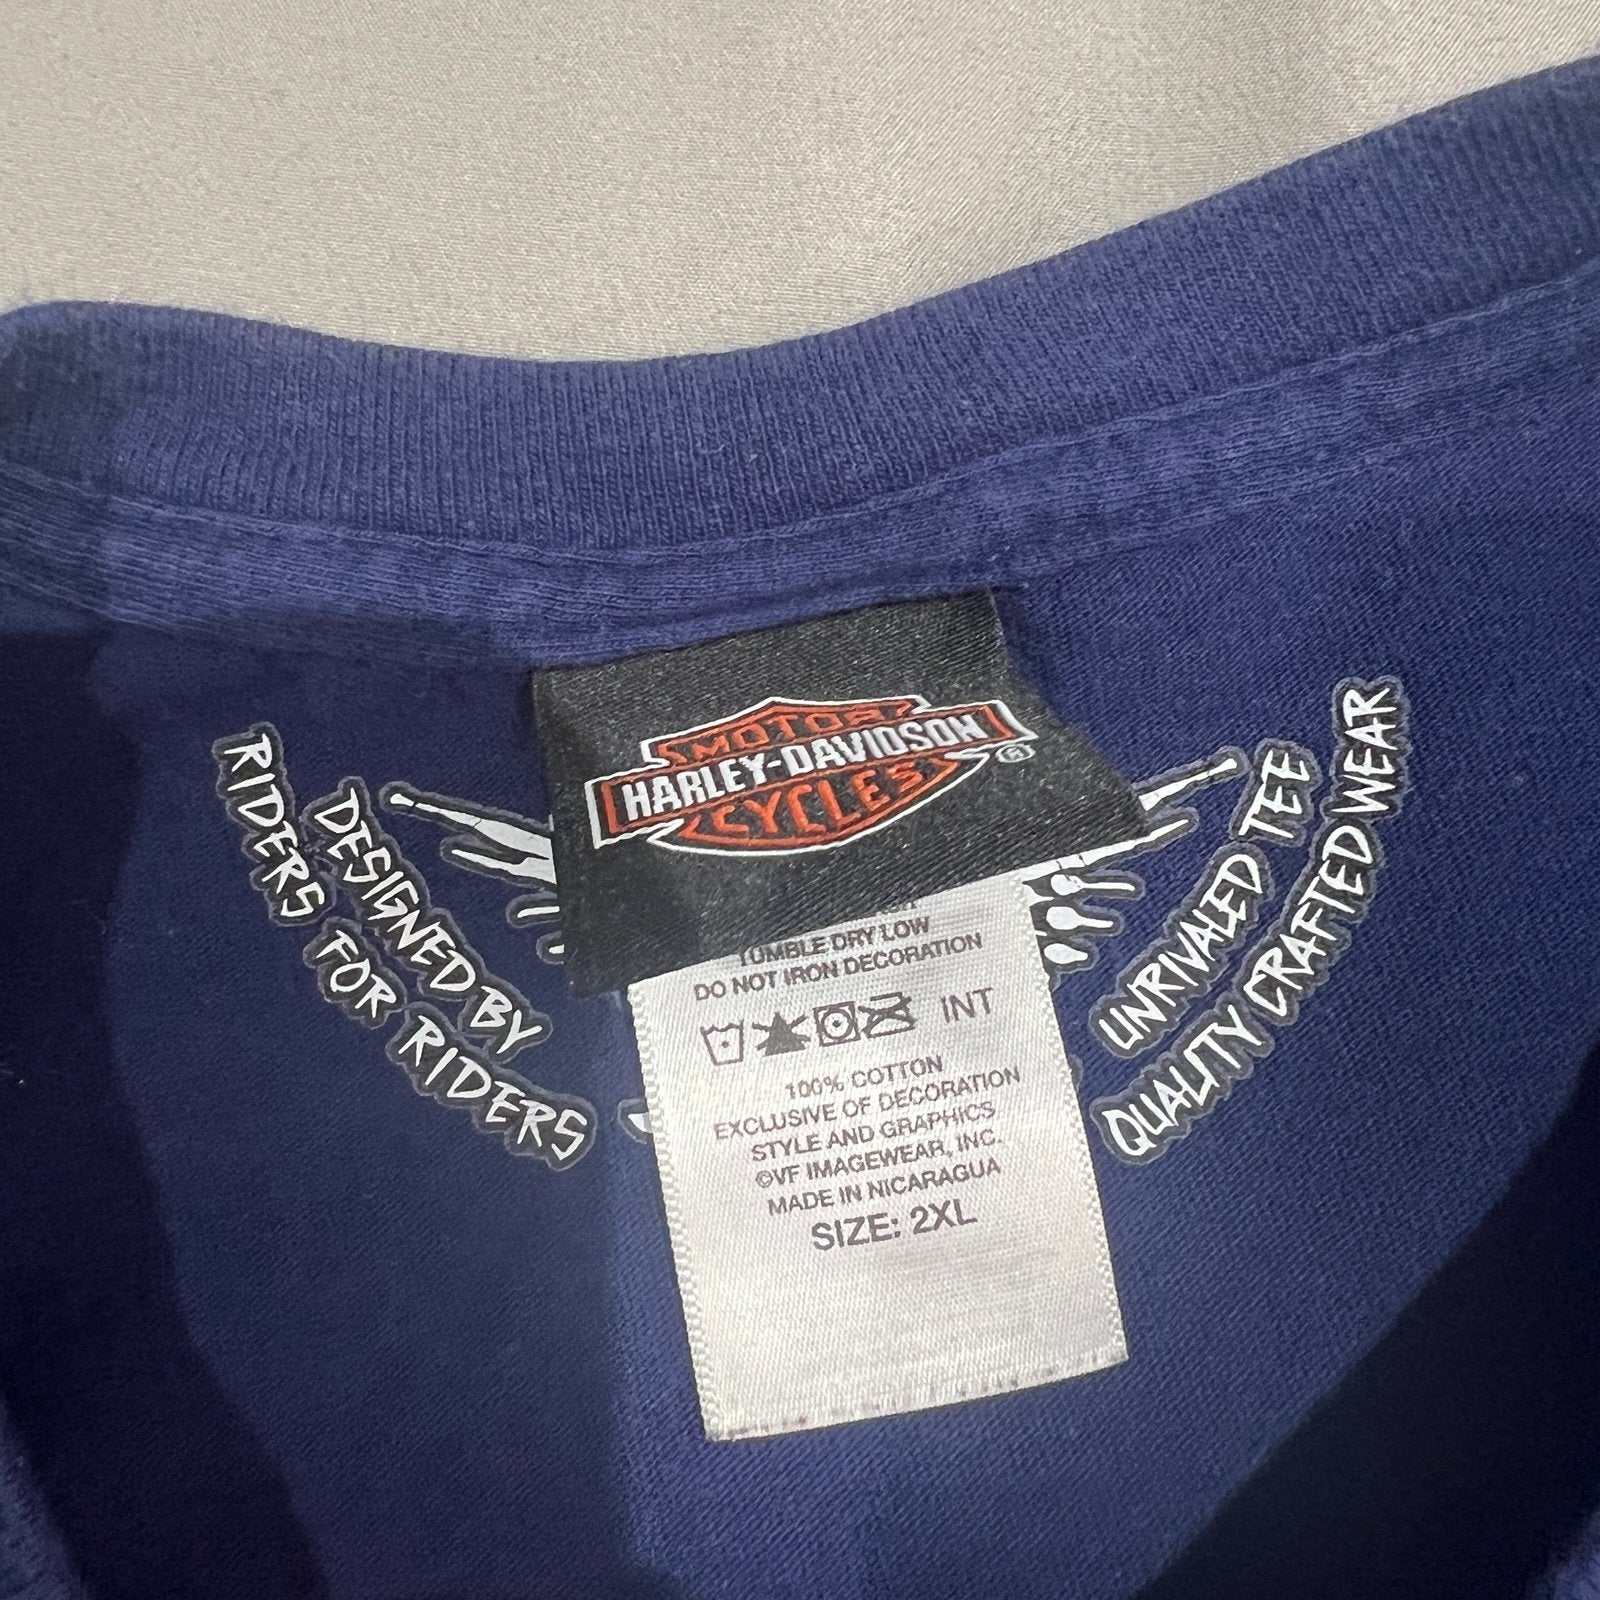 MOTOR
HARLEY-DAVIDSON
CYCLES
®
RIDERS FOR RIDERS
DESIGNED BY
UNRIVALED TEE
QUALITY CRAFTED WEAR
TUMBLE DRY LOW
DO NOT IRON DECORATION
INT
100% COTTON
EXCLUSIVE OF DECORATION
STYLE AND GRAPHICS
©VF IMAGEWEAR, INC.
MADE IN NICARAGUA
SIZE: 2XL